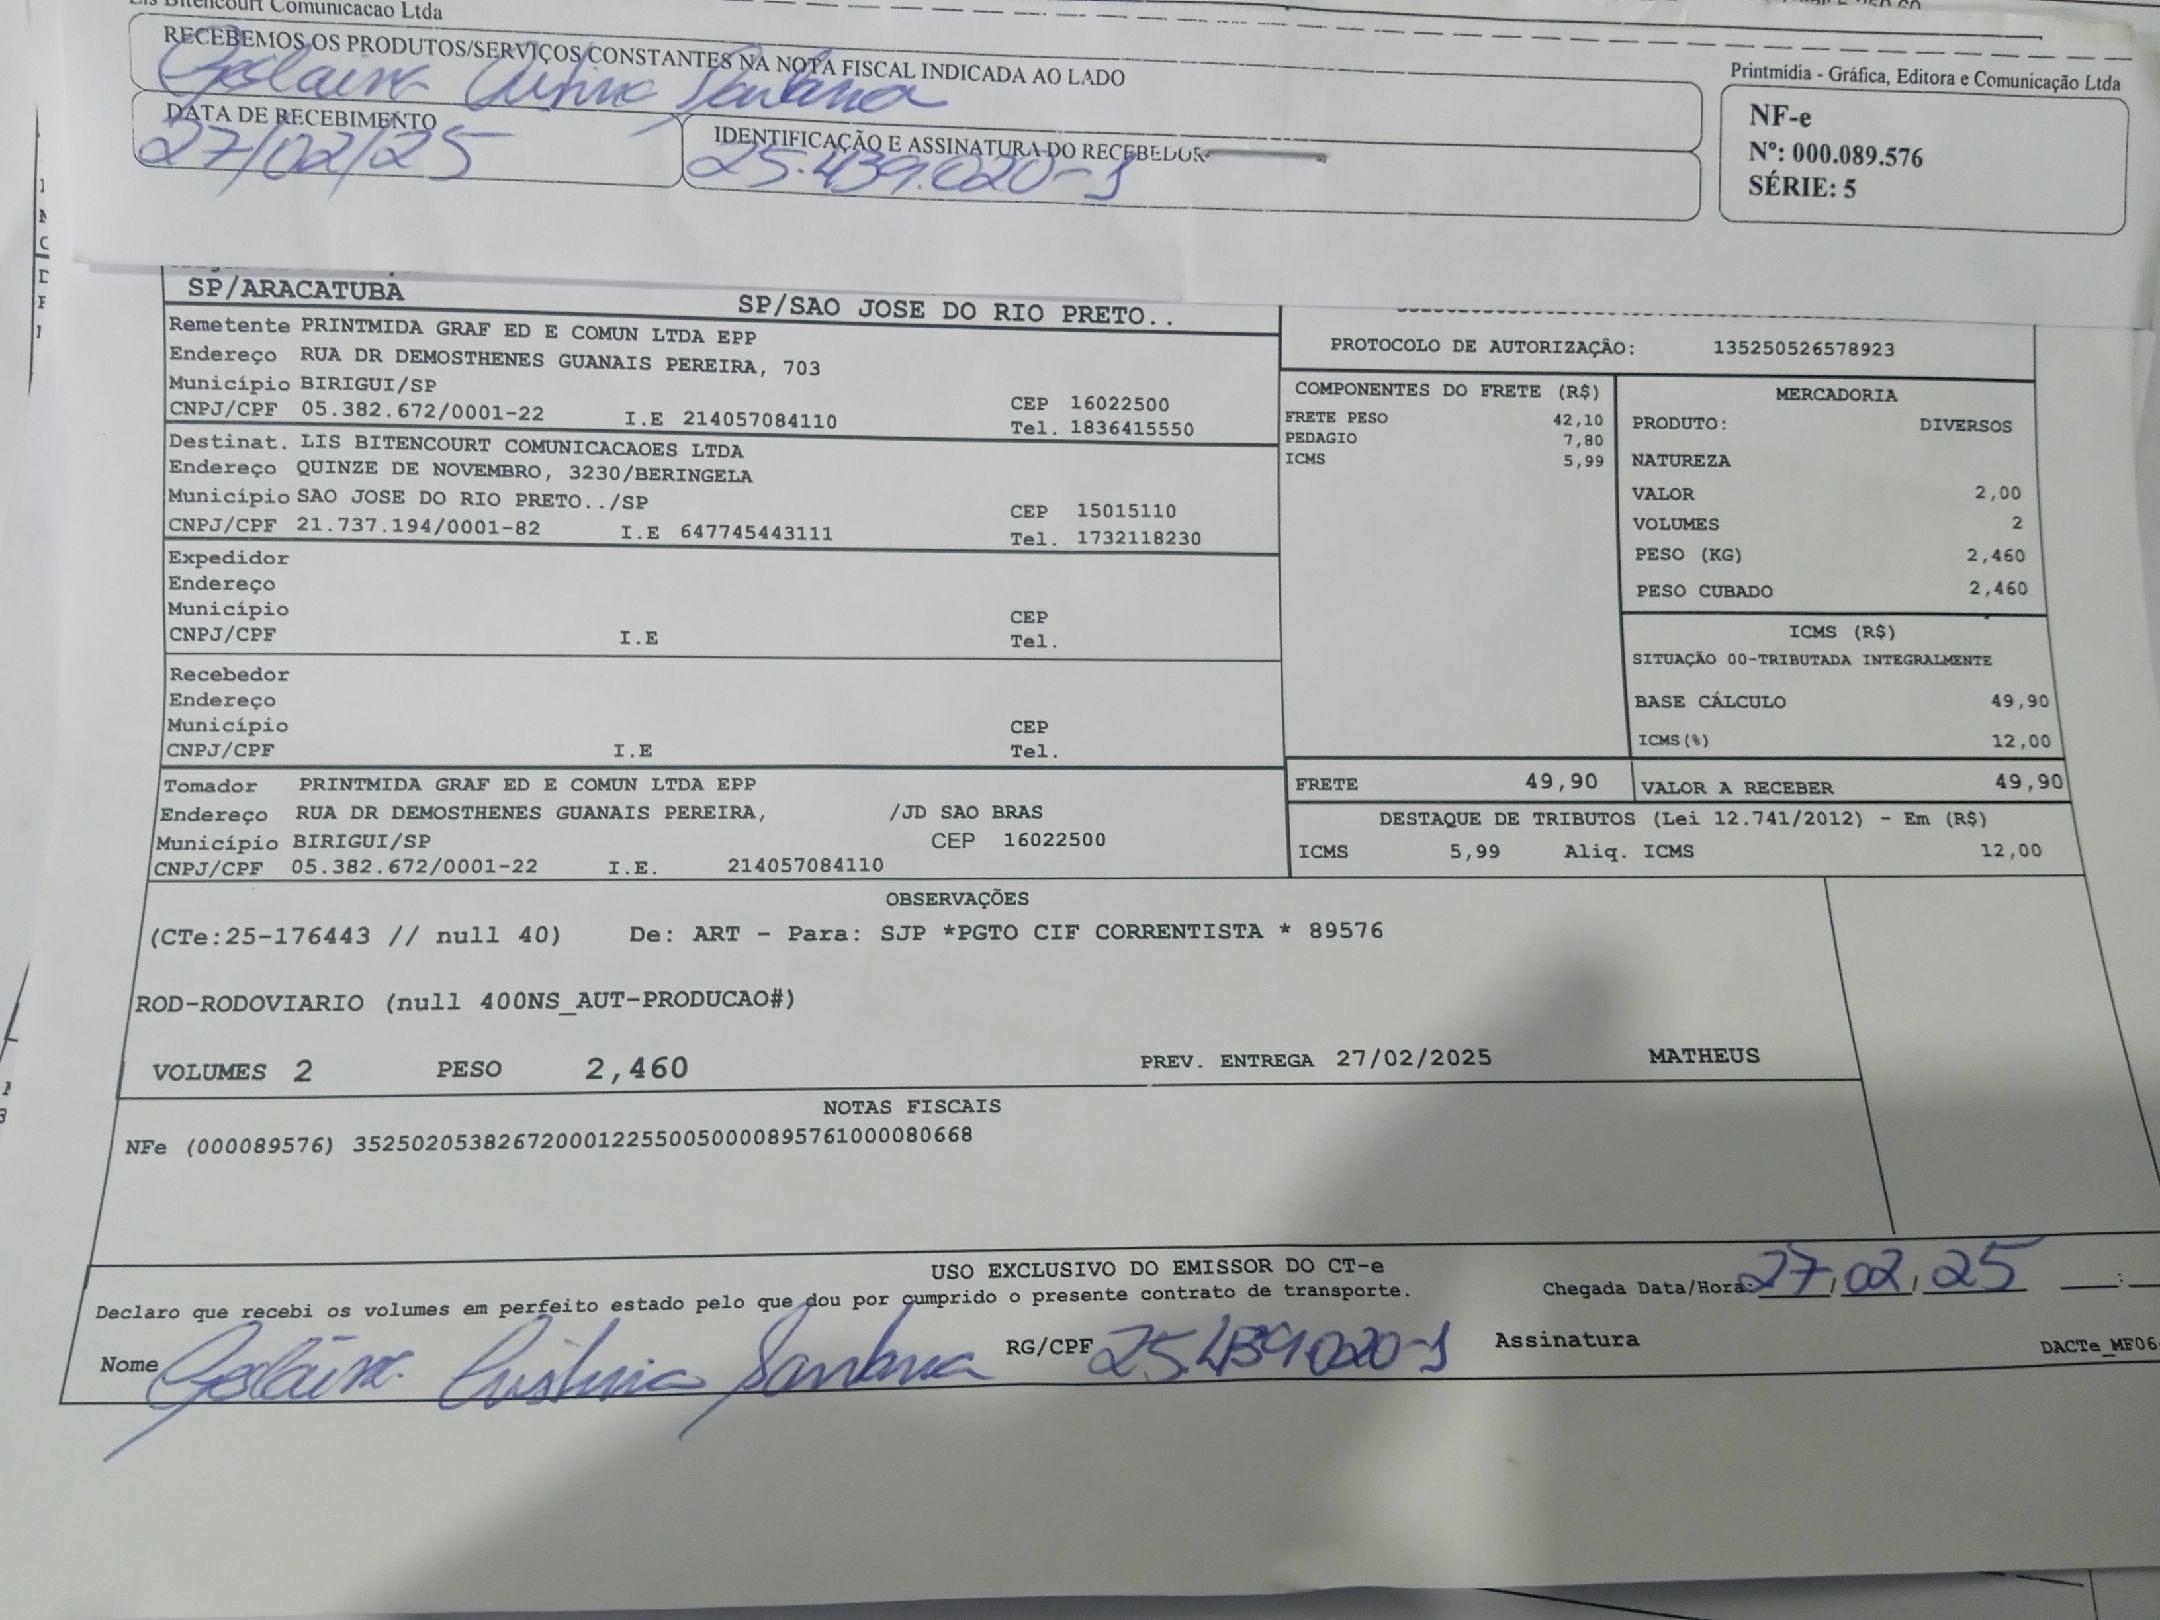 Lis Bitencourt Comunicacao Ltda
RECEBEMOS OS PRODUTOS/SERVIÇOS CONSTANTES NA NOTA FISCAL INDICADA AO LADO
Santana
DATA DE RECEBIMENTO
27/02/25
IDENTIFICAÇÃO E ASSINATURA DO RECEBEDOR
25.439.020-1
Printmídia - Gráfica, Editora e Comunicação Ltda
NF-e
Nº: 000.089.576
SÉRIE: 5
SP/ARACATUBA
SP/SAO JOSE DO RIO PRETO..
Remetente PRINTMIDA GRAF ED E COMUN LTDA EPP
Endereço RUA DR DEMOSTHENES GUANAIS PEREIRA, 703
Município BIRIGUI/SP
CEP 16022500
CNPJ/CPF 05.382.672/0001-22 I.E 214057084110
Tel. 1836415550
Destinat. LIS BITENCOURT COMUNICACAOES LTDA
Endereço QUINZE DE NOVEMBRO, 3230/BERINGELA
Município SAO JOSE DO RIO PRETO../SP
CEP 15015110
CNPJ/CPF 21.737.194/0001-82 I.E 647745443111
Tel. 1732118230
Expedidor
Endereço
Município
CEP
CNPJ/CPF I.E
Tel.
Recebedor
Endereço
Município
CEP
CNPJ/CPF I.E
Tel.
Tomador PRINTMIDA GRAF ED E COMUN LTDA EPP
Endereço RUA DR DEMOSTHENES GUANAIS PEREIRA, /JD SAO BRAS
Município BIRIGUI/SP CEP 16022500
CNPJ/CPF 05.382.672/0001-22 I.E. 214057084110
PROTOCOLO DE AUTORIZAÇÂO: 135250526578923
COMPONENTES DO FRETE (R$)
FRETE PESO 42,10
PEDAGIO 7,80
ICMS 5,99
MERCADORIA
PRODUTO: DIVERSOS
NATUREZA
VALOR 2,00
VOLUMES 2
PESO (KG) 2,460
PESO CUBADO 2,460
ICMS (R$)
SITUAÇÃO 00-TRIBUTADA INTEGRALMENTE
BASE CÁLCULO 49,90
ICMS(%) 12,00
FRETE 49,90
VALOR A RECEBER 49,90
DESTAQUE DE TRIBUTOS (Lei 12.741/2012) - Em (R$)
ICMS 5,99 Aliq. ICMS 12,00
OBSERVAÇÕES
(CTe:25-176443 // null 40) De: ART - Para: SJP *PGTO CIF CORRENTISTA * 89576
ROD-RODOVIARIO (null 400NS_AUT-PRODUCAO#)
VOLUMES 2 PESO 2,460 PREV. ENTREGA 27/02/2025 MATHEUS
NOTAS FISCAIS
NFe (000089576) 35250205382672000122550050000895761000080668
USO EXCLUSIVO DO EMISSOR DO CT-e
Declaro que recebi os volumes em perfeito estado pelo que dou por cumprido o presente contrato de transporte.
Chegada Data/Hora: 27/02/25 __:__
Nome Cristina Santana RG/CPF 25.439.020-1 Assinatura
DACTe_MF06